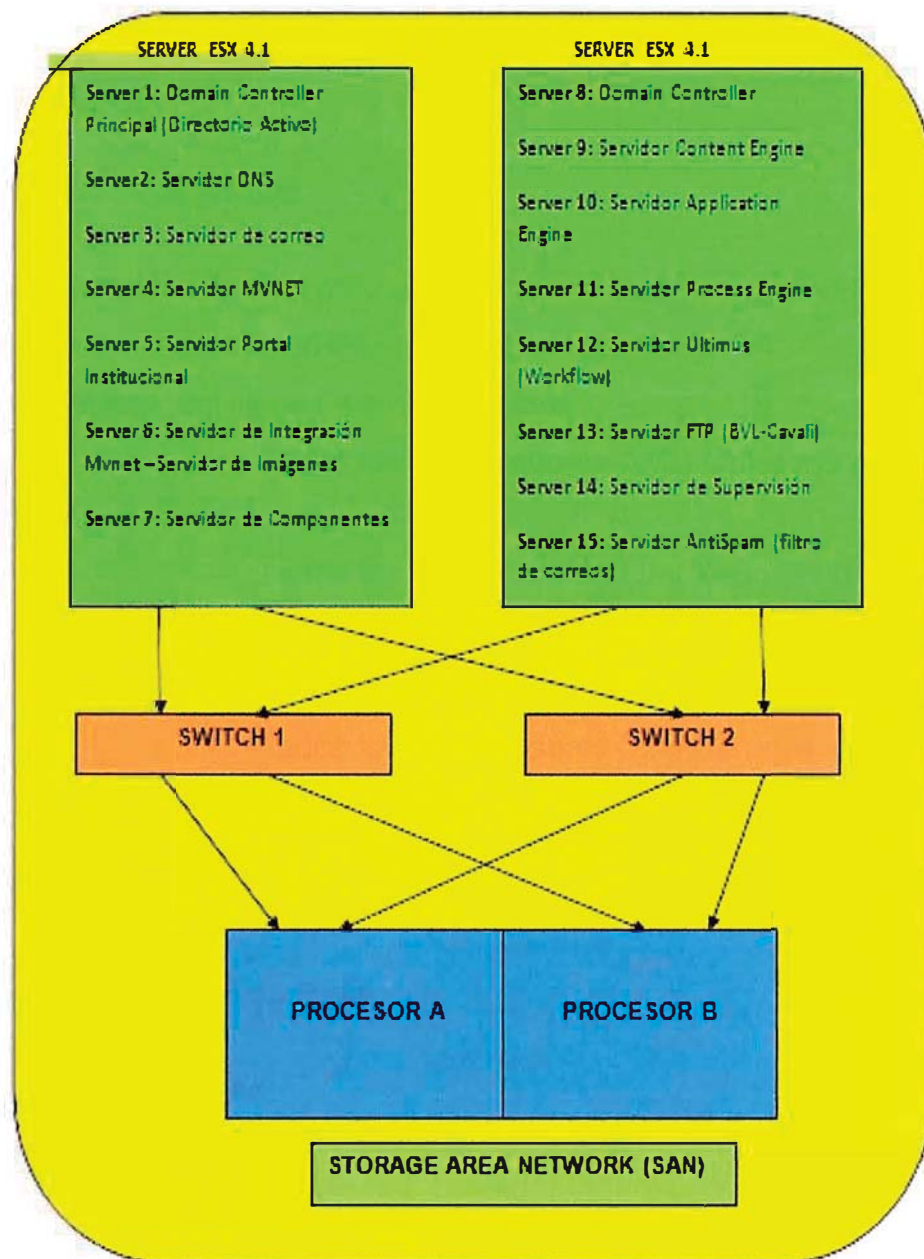 SERVER ESX 4.1
Server 1: Domain Controller
Principal (Directorio Activo)
Server2: Servidor DNS
Server 3: Servidor de correo
Server 4: Servidor MVNET
Server 5: Servidor Portal
Institucional
Server 6: Servidor de Integración
Mvnet – Servidor de Imágenes
Server 7: Servidor de Componentes
SERVER ESX 4.1
Server 8: Domain Controller
Server 9: Servidor Content Engine
Server 10: Servidor Application
Engine
Server 11: Servidor Process Engine
Server 12: Servidor Ultimus
(Workflow)
Server 13: Servidor FTP (BVL-Cavali)
Server 14: Servidor de Supervisión
Server 15: Servidor AntiSpam (filtro
de correos)
SWITCH 1
SWITCH 2
PROCESOR A
PROCESOR B
STORAGE AREA NETWORK (SAN)